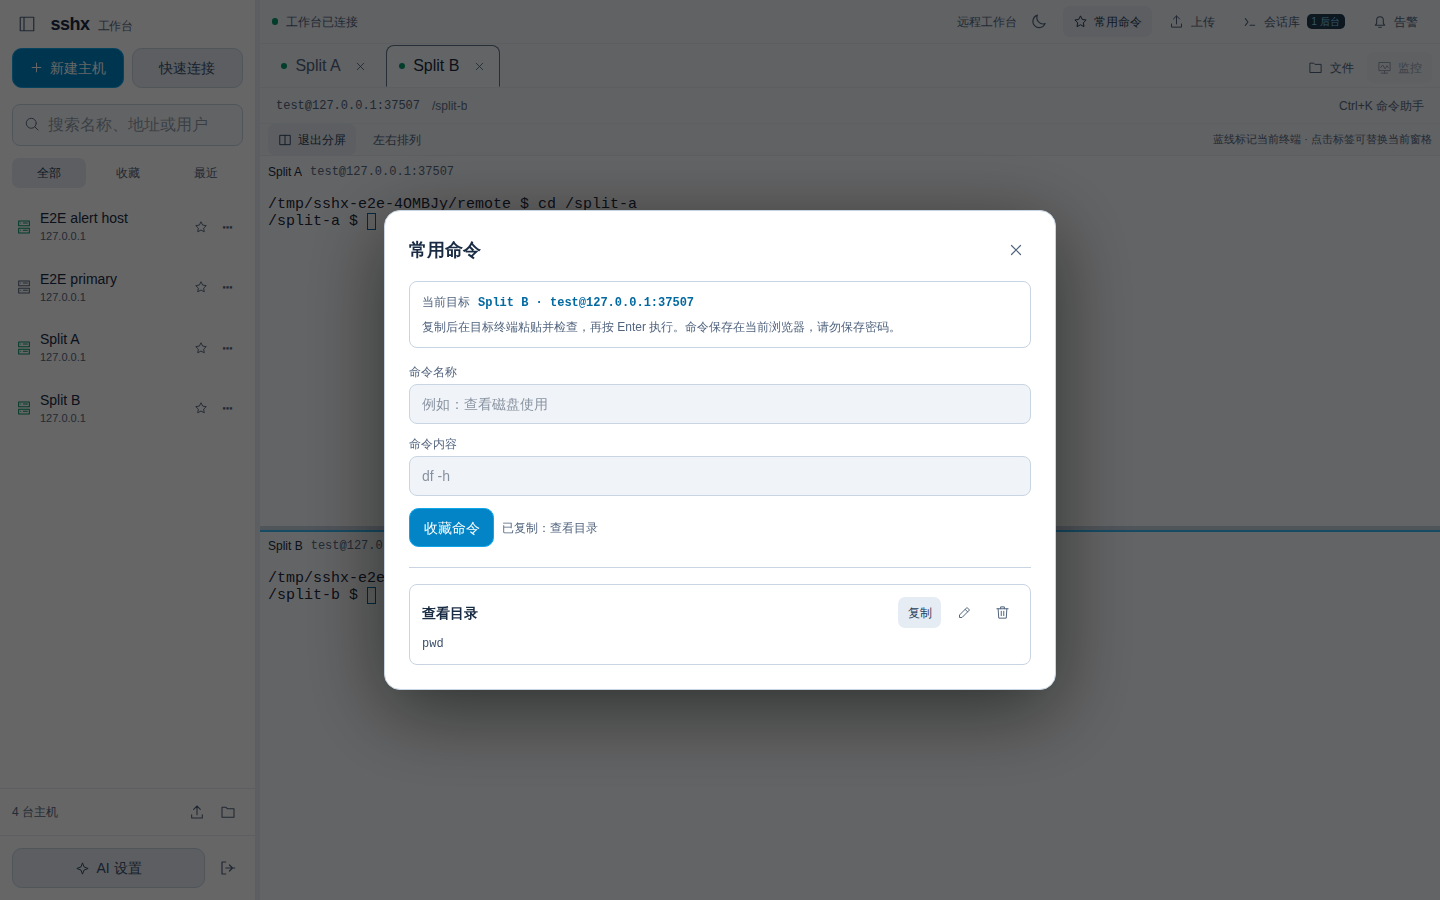 sshx 工作台
新建主机
快速连接
搜索名称、地址或用户
全部
收藏
最近
E2E alert host
127.0.0.1
E2E primary
127.0.0.1
Split A
127.0.0.1
Split B
127.0.0.1
4 台主机
AI 设置
工作台已连接
远程工作台
常用命令
上传
会话库
1 后台
告警
Split A
Split B
文件
监控
test@127.0.0.1:37507 /split-b
Ctrl+K 命令助手
退出分屏
左右排列
蓝线标记当前终端 · 点击标签可替换当前窗格
Split A test@127.0.0.1:37507
/tmp/sshx-e2e-4OMBJy/remote $ cd /split-a
/split-a $
Split B test@127.0
/tmp/sshx-e2e
/split-b $
常用命令
当前目标 Split B · test@127.0.0.1:37507
复制后在目标终端粘贴并检查，再按 Enter 执行。命令保存在当前浏览器，请勿保存密码。
命令名称
例如：查看磁盘使用
命令内容
df -h
收藏命令
已复制：查看目录
查看目录
复制
pwd